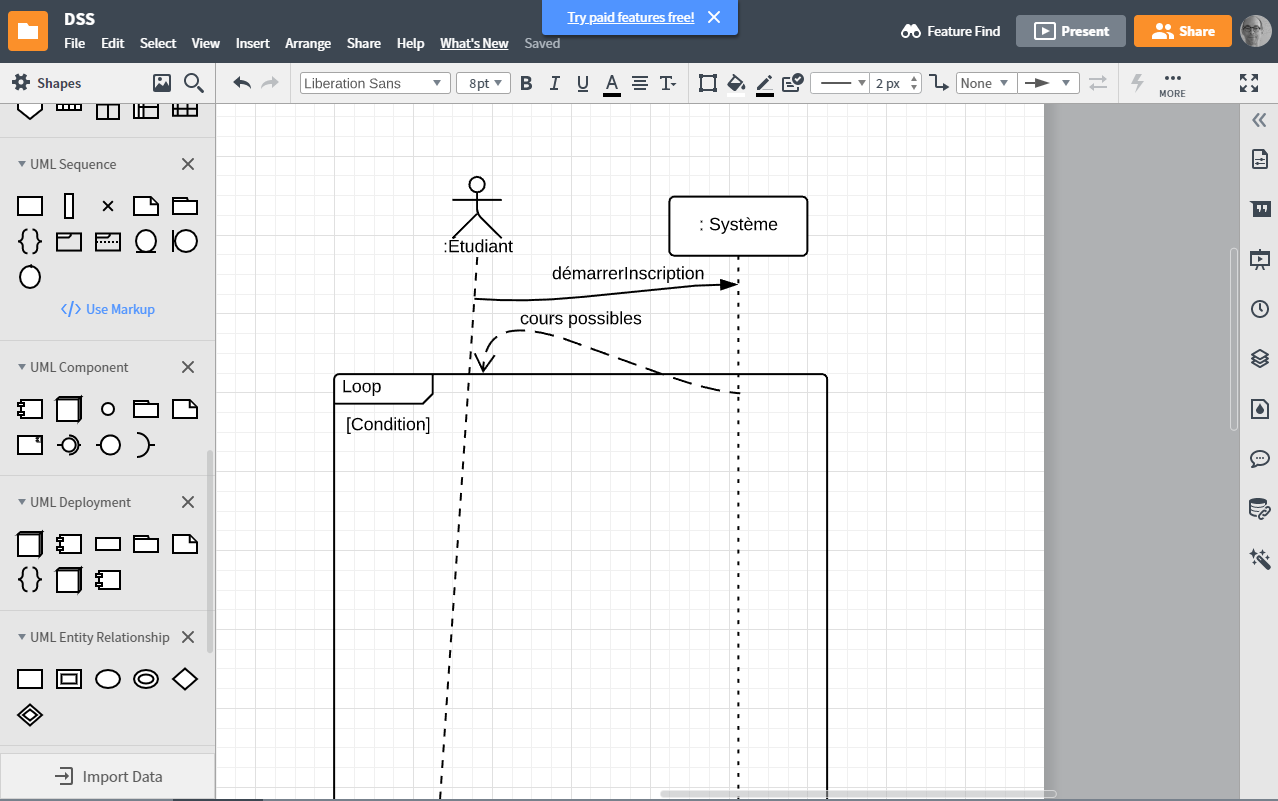 DSS
Try paid features free!
File Edit Select View Insert Arrange Share Help What's New Saved
Feature Find
Present
Share
Shapes
Liberation Sans
8pt
B I U A T
2 px
None
MORE
UML Sequence
Use Markup
UML Component
UML Deployment
UML Entity Relationship
Import Data
:Étudiant
: Système
démarrerInscription
cours possibles
Loop
[Condition]